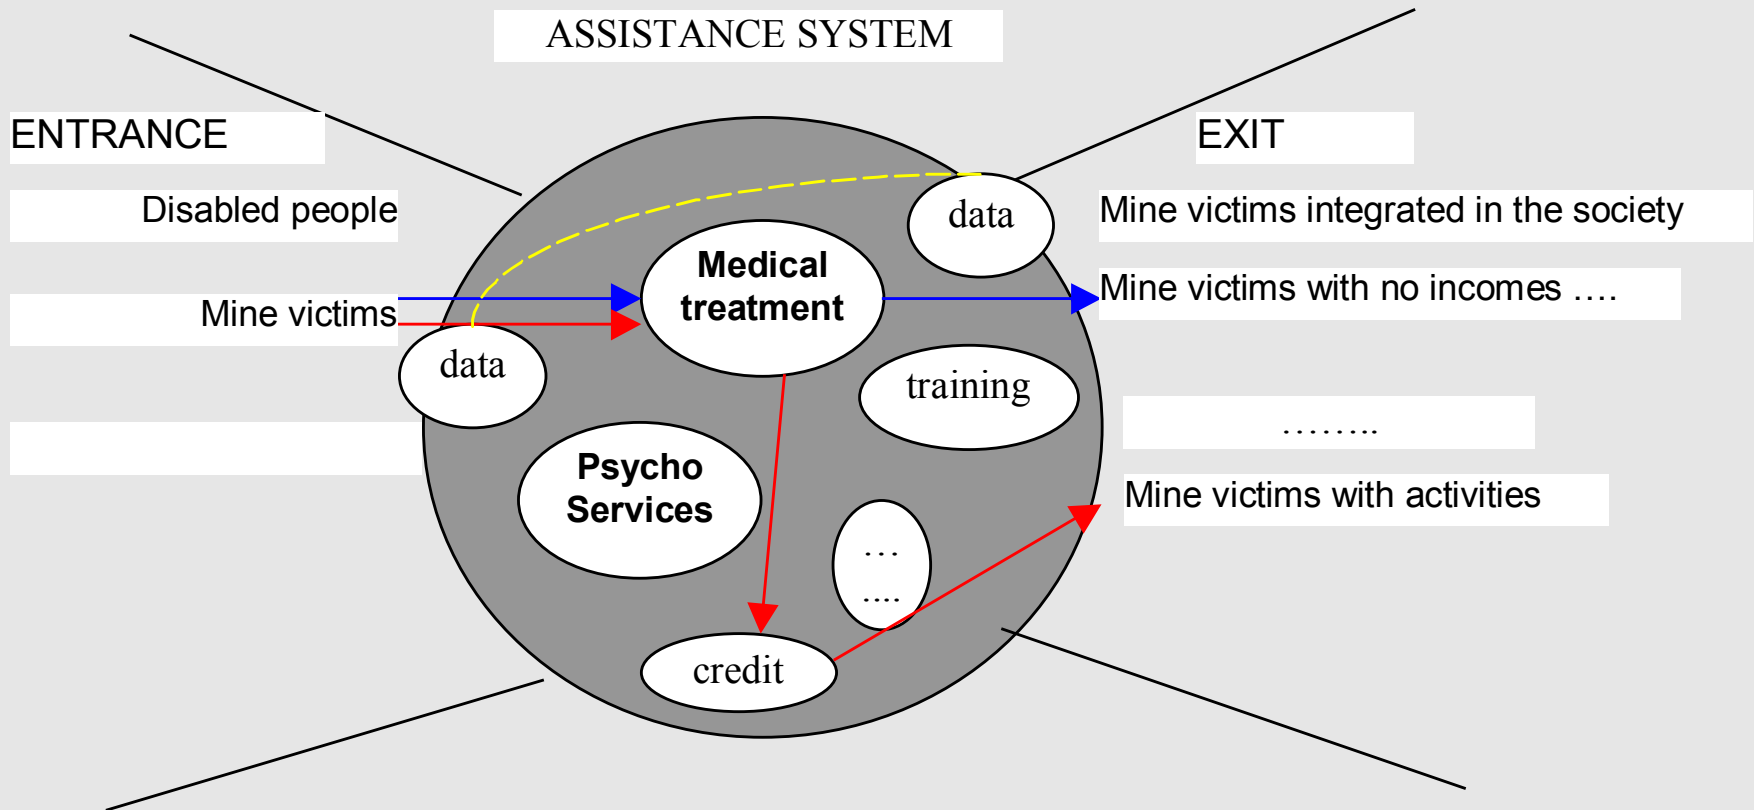 ASSISTANCE SYSTEM
ENTRANCE
EXIT
Disabled people
data
Mine victims integrated in the society
Medical
treatment
Mine victims with no incomes ….
Mine victims
data
training
……..
Psycho
Services
Mine victims with activities
…
....
credit